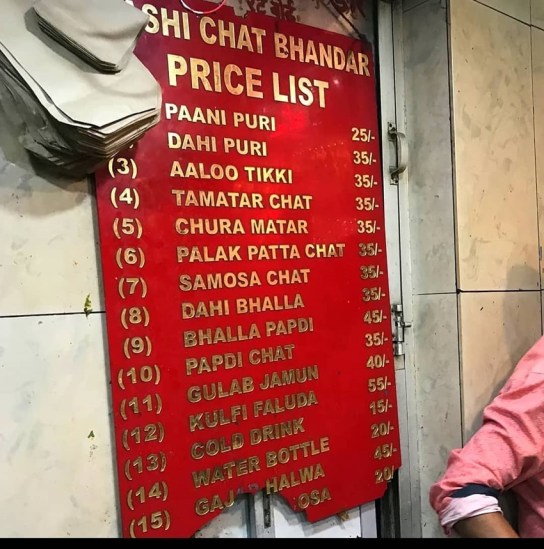 ASHI CHAT BHANDAR
PRICE LIST
PAANI PURI 25/-
DAHI PURI 35/-
(3) AALOO TIKKI 35/-
(4) TAMATAR CHAT 35/-
(5) CHURA MATAR 35/-
(6) PALAK PATTA CHAT 35/-
(7) SAMOSA CHAT 35/-
(8) DAHI BHALLA 35/-
(9) BHALLA PAPDI 45/-
(10) PAPDI CHAT 35/-
(11) GULAB JAMUN 40/-
(12) KULFI FALUDA 55/-
(13) COLD DRINK 15/-
(14) WATER BOTTLE 20/-
(15) GAJAR HALWA 45/-
OSA 20/